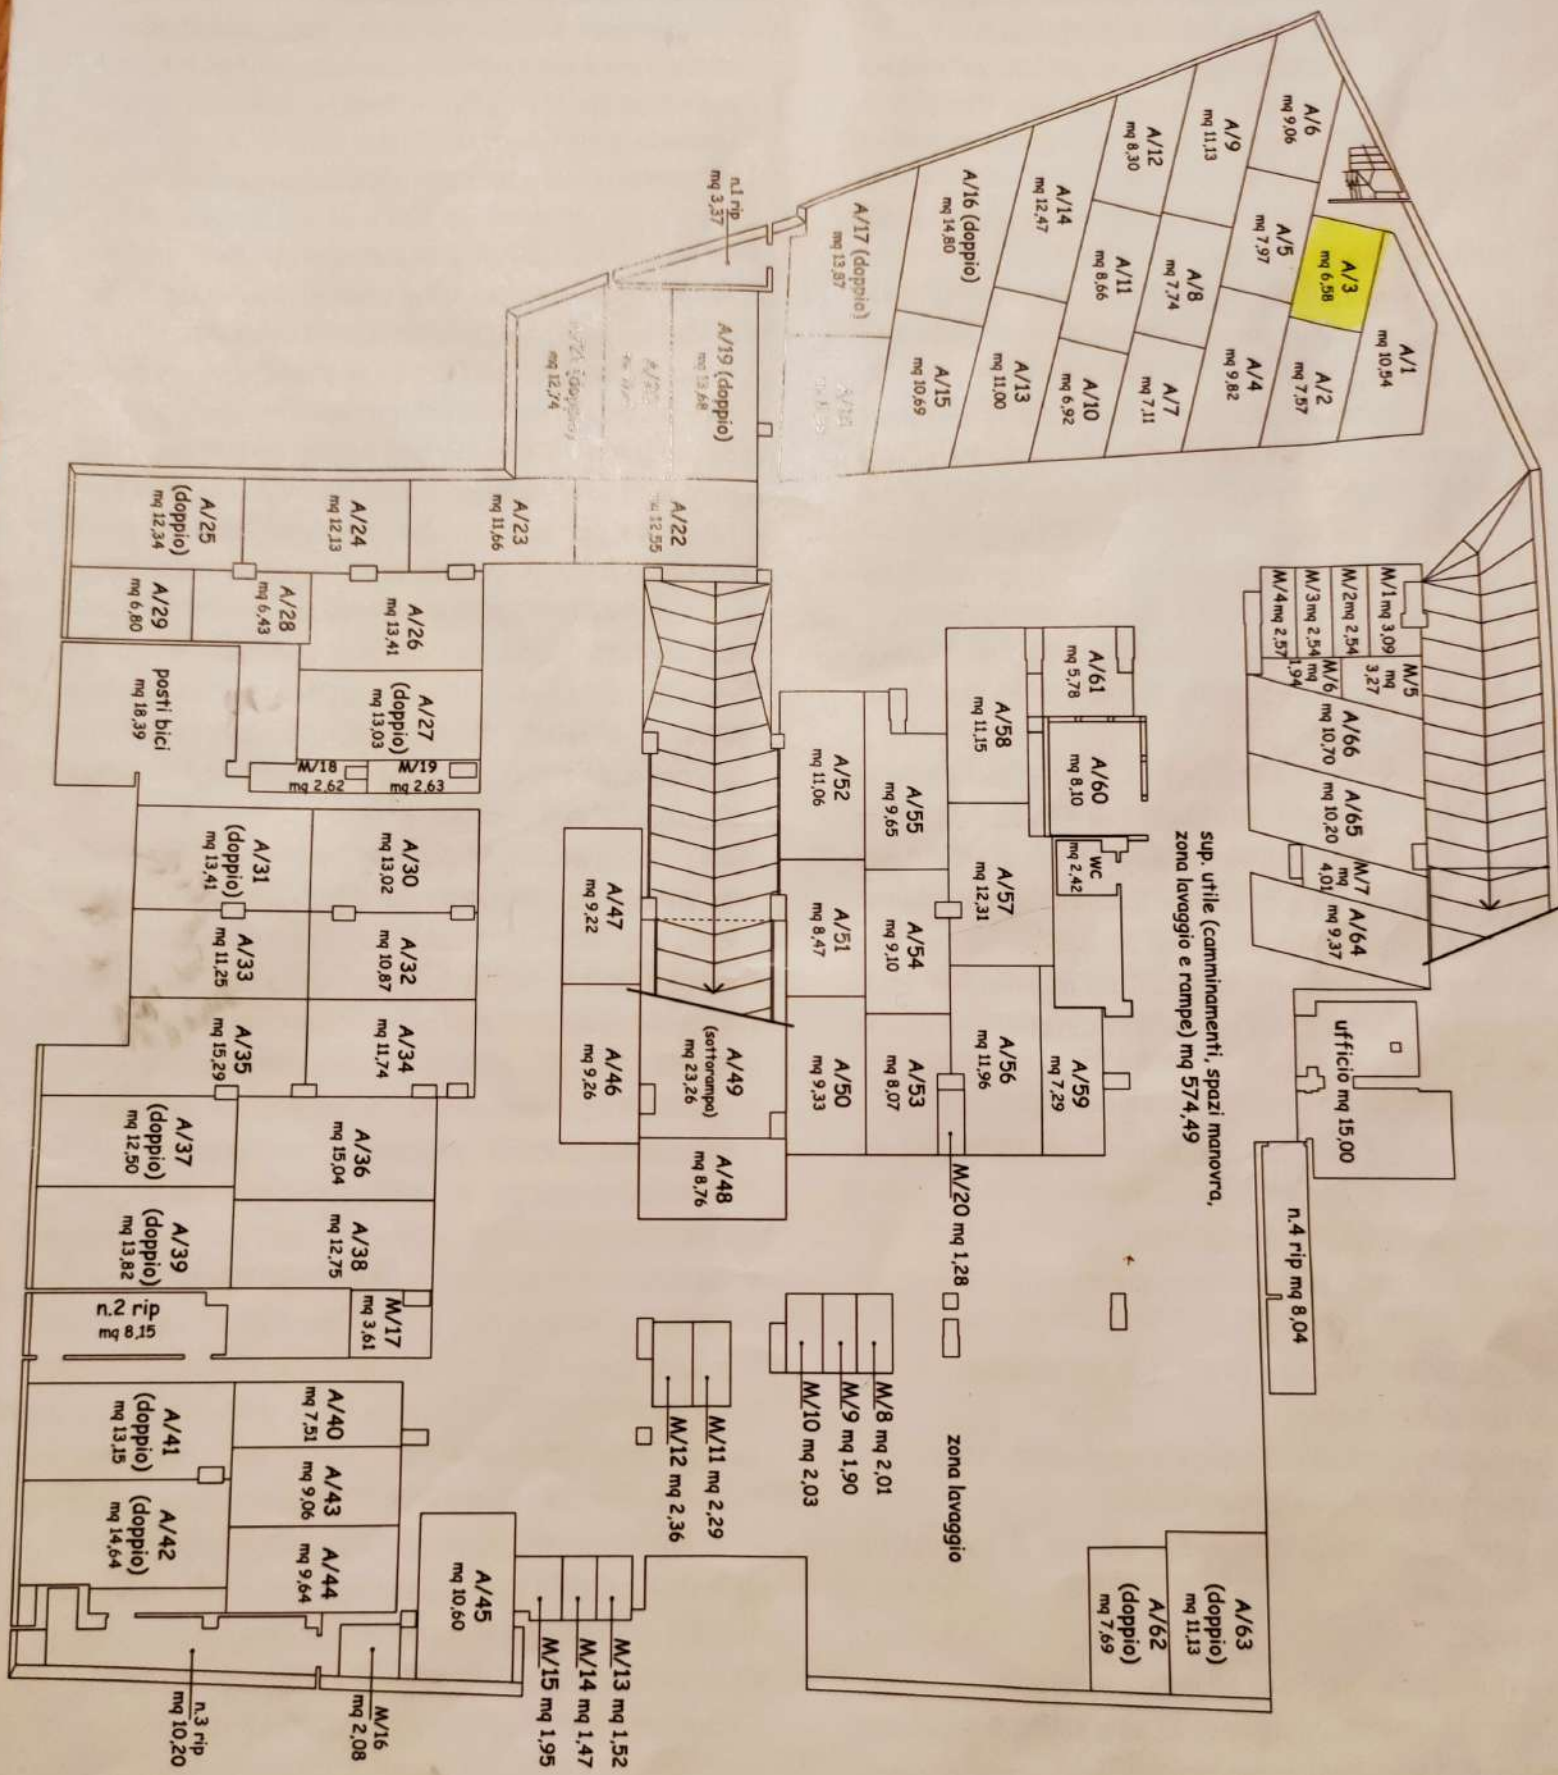 A/6
mq 9,06
A/9
mq 11,13
A/12
mq 8,30
A/14
mq 12,47
A/16 (doppio)
mq 14,80
A/17 (doppio)
mq 13,87
n.1 rip
mq 3,37
A/5
mq 7,97
A/3
mq 6,58
A/1
mq 10,54
A/2
mq 7,57
A/4
mq 9,82
A/8
mq 7,74
A/7
mq 7,11
A/11
mq 8,66
A/10
mq 6,92
A/13
mq 11,00
A/15
mq 10,69
A/19 (doppio)
mq 13,68
mq 12,74
A/22
mq 12,55
A/23
mq 11,66
A/24
mq 12,13
A/25
(doppio)
mq 12,34
A/29
mq 6,80
A/28
mq 6,43
A/26
mq 13,41
A/27
(doppio)
mq 13,03
posti bici
mq 18,39
M/18
mq 2,62
M/19
mq 2,63
M/1 mq 3,09
M/2 mq 2,54
M/3 mq 2,54
M/4 mq 2,57
M/5
mq
3,27
M/6
mq
1,94
A/66
mq 10,70
A/65
mq 10,20
M/7
mq
4,01
A/64
mq 9,37
sup. utile (camminamenti, spazi manovra,
zona lavaggio e rampe) mq 574,49
A/61
mq 5,78
A/60
mq 8,10
WC
mq 2,42
A/58
mq 11,15
A/57
mq 12,31
A/56
mq 11,96
A/59
mq 7,29
A/55
mq 9,65
A/54
mq 9,10
A/53
mq 8,07
A/52
mq 11,06
A/51
mq 8,47
A/50
mq 9,33
A/49
(sottorampa)
mq 23,26
A/48
mq 8,76
A/47
mq 9,22
A/46
mq 9,26
M/20 mq 1,28
ufficio mq 15,00
n.4 rip mq 8,04
A/31
(doppio)
mq 13,41
A/30
mq 13,02
A/33
mq 11,25
A/32
mq 10,87
A/35
mq 15,29
A/34
mq 11,74
A/37
(doppio)
mq 12,50
A/36
mq 15,04
A/39
(doppio)
mq 13,82
A/38
mq 12,75
n.2 rip
mq 8,15
M/17
mq 3,61
A/41
(doppio)
mq 13,15
A/40
mq 7,51
A/43
mq 9,06
A/42
(doppio)
mq 14,64
A/44
mq 9,64
A/45
mq 10,60
M/8 mq 2,01
M/9 mq 1,90
M/10 mq 2,03
M/11 mq 2,29
M/12 mq 2,36
zona lavaggio
A/63
(doppio)
mq 11,13
A/62
(doppio)
mq 7,69
M/13 mq 1,52
M/14 mq 1,47
M/15 mq 1,95
M/16
mq 2,08
n.3 rip
mq 10,20